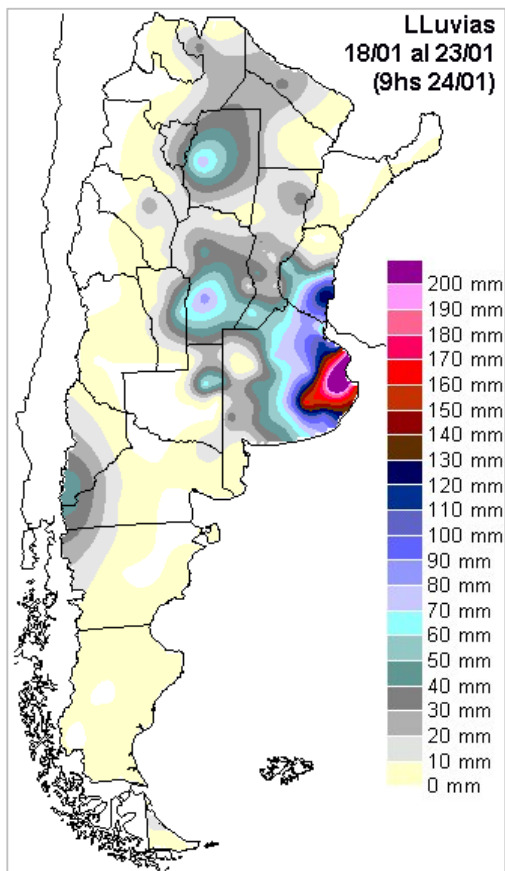 LLuvias
18/01 al 23/01
(9hs 24/01)
200 mm
190 mm
180 mm
170 mm
160 mm
150 mm
140 mm
130 mm
120 mm
110 mm
100 mm
90 mm
80 mm
70 mm
60 mm
50 mm
40 mm
30 mm
20 mm
10 mm
0 mm